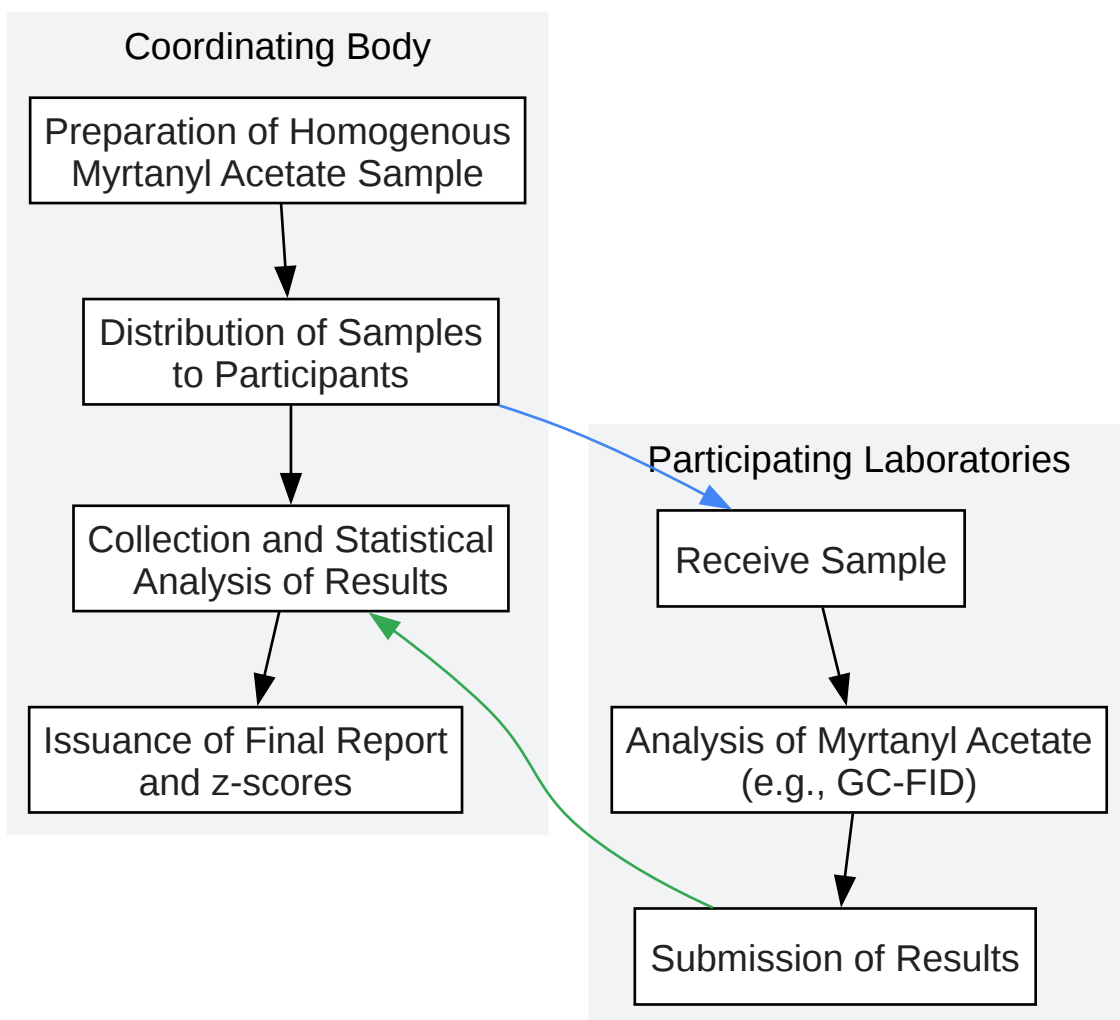 Coordinating Body
Preparation of Homogenous
Myrtanyl Acetate Sample
Distribution of Samples
to Participants
Collection and Statistical
Analysis of Results
Issuance of Final Report
and z-scores
Participating Laboratories
Receive Sample
Analysis of Myrtanyl Acetate
(e.g., GC-FID)
Submission of Results